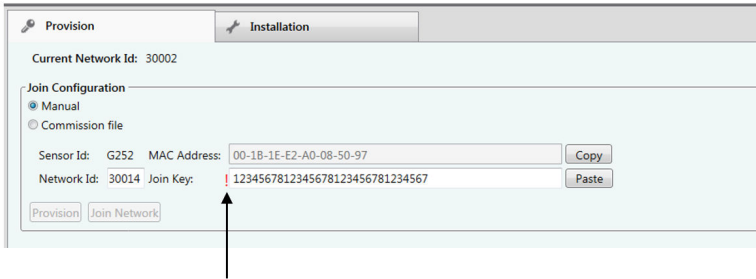 Provision Installation
Current Network Id: 30002
Join Configuration
Manual
Commission file
Sensor Id: G252 MAC Address: 00-1B-1E-E2-A0-08-50-97 Copy
Network Id: 30014 Join Key: ! 1234567812345678123456781234567 Paste
Provision Join Network